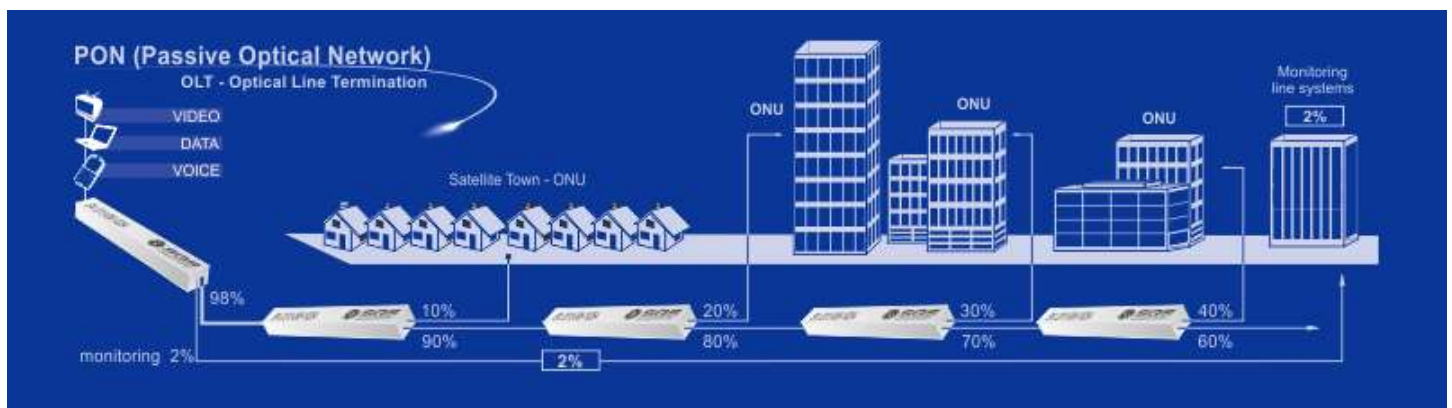 PON (Passive Optical Network)
OLT - Optical Line Termination
VIDEO
DATA
VOICE
Satellite Town - ONU
ONU
ONU
ONU
Monitoring
line systems
2%
98%
10%
90%
20%
80%
30%
70%
40%
60%
monitoring 2%
2%